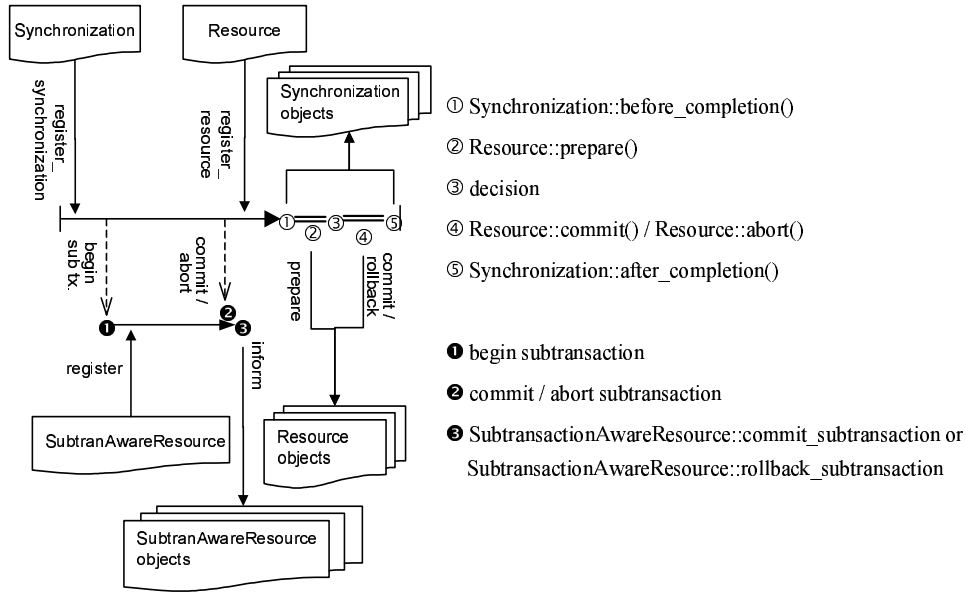 Synchronization
Resource
register_
synchronization
register_
resource
Synchronization
objects
① ② ③ ④ ⑤
begin
sub tx.
commit /
abort
prepare
commit /
rollback
❶ ❷ ❸
register
inform
SubtranAwareResource
Resource
objects
SubtranAwareResource
objects
① Synchronization::before_completion()
② Resource::prepare()
③ decision
④ Resource::commit() / Resource::abort()
⑤ Synchronization::after_completion()
❶ begin subtransaction
❷ commit / abort subtransaction
❸ SubtransactionAwareResource::commit_subtransaction or
SubtransactionAwareResource::rollback_subtransaction